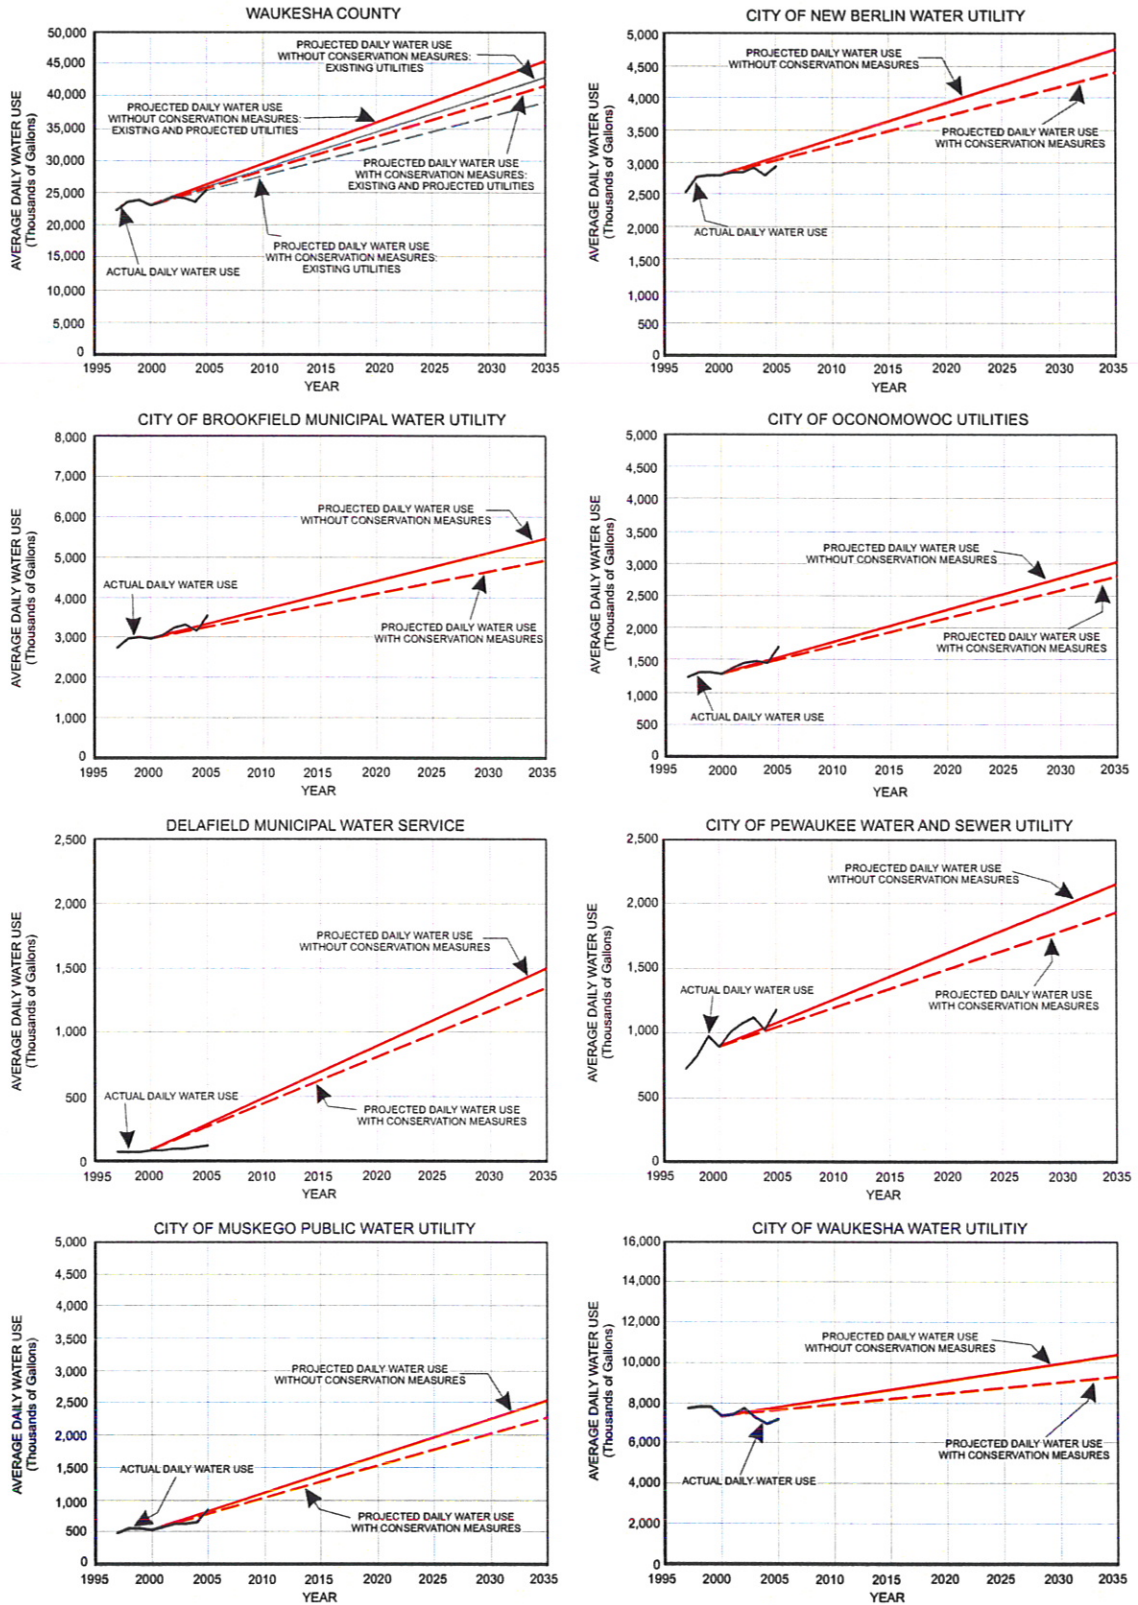 WAUKESHA COUNTY
AVERAGE DAILY WATER USE
(Thousands of Gallons)
50,000
45,000
40,000
35,000
30,000
25,000
20,000
15,000
10,000
5,000
0
PROJECTED DAILY WATER USE
WITHOUT CONSERVATION MEASURES:
EXISTING UTILITIES
PROJECTED DAILY WATER USE
WITHOUT CONSERVATION MEASURES:
EXISTING AND PROJECTED UTILITIES
PROJECTED DAILY WATER USE
WITH CONSERVATION MEASURES:
EXISTING AND PROJECTED UTILITIES
PROJECTED DAILY WATER USE
WITH CONSERVATION MEASURES:
EXISTING UTILITIES
ACTUAL DAILY WATER USE
1995 2000 2005 2010 2015 2020 2025 2030 2035
YEAR
CITY OF NEW BERLIN WATER UTILITY
AVERAGE DAILY WATER USE
(Thousands of Gallons)
5,000
4,500
4,000
3,500
3,000
2,500
2,000
1,500
1,000
500
0
PROJECTED DAILY WATER USE
WITHOUT CONSERVATION MEASURES
PROJECTED DAILY WATER USE
WITH CONSERVATION MEASURES
ACTUAL DAILY WATER USE
1995 2000 2005 2010 2015 2020 2025 2030 2035
YEAR
CITY OF BROOKFIELD MUNICIPAL WATER UTILITY
AVERAGE DAILY WATER USE
(Thousands of Gallons)
8,000
7,000
6,000
5,000
4,000
3,000
2,000
1,000
0
PROJECTED DAILY WATER USE
WITHOUT CONSERVATION MEASURES
ACTUAL DAILY WATER USE
PROJECTED DAILY WATER USE
WITH CONSERVATION MEASURES
1995 2000 2005 2010 2015 2020 2025 2030 2035
YEAR
CITY OF OCONOMOWOC UTILITIES
AVERAGE DAILY WATER USE
(Thousands of Gallons)
5,000
4,500
4,000
3,500
3,000
2,500
2,000
1,500
1,000
500
0
PROJECTED DAILY WATER USE
WITHOUT CONSERVATION MEASURES
PROJECTED DAILY WATER USE
WITH CONSERVATION MEASURES
ACTUAL DAILY WATER USE
1995 2000 2005 2010 2015 2020 2025 2030 2035
YEAR
DELAFIELD MUNICIPAL WATER SERVICE
AVERAGE DAILY WATER USE
(Thousands of Gallons)
2,500
2,000
1,500
1,000
500
0
PROJECTED DAILY WATER USE
WITHOUT CONSERVATION MEASURES
ACTUAL DAILY WATER USE
PROJECTED DAILY WATER USE
WITH CONSERVATION MEASURES
1995 2000 2005 2010 2015 2020 2025 2030 2035
YEAR
CITY OF PEWAUKEE WATER AND SEWER UTILITY
AVERAGE DAILY WATER USE
(Thousands of Gallons)
2,500
2,000
1,500
1,000
500
0
PROJECTED DAILY WATER USE
WITHOUT CONSERVATION MEASURES
ACTUAL DAILY WATER USE
PROJECTED DAILY WATER USE
WITH CONSERVATION MEASURES
1995 2000 2005 2010 2015 2020 2025 2030 2035
YEAR
CITY OF MUSKEGO PUBLIC WATER UTILITY
AVERAGE DAILY WATER USE
(Thousands of Gallons)
5,000
4,500
4,000
3,500
3,000
2,500
2,000
1,500
1,000
500
0
PROJECTED DAILY WATER USE
WITHOUT CONSERVATION MEASURES
ACTUAL DAILY WATER USE
PROJECTED DAILY WATER USE
WITH CONSERVATION MEASURES
1995 2000 2005 2010 2015 2020 2025 2030 2035
YEAR
CITY OF WAUKESHA WATER UTILITIY
AVERAGE DAILY WATER USE
(Thousands of Gallons)
16,000
14,000
12,000
10,000
8,000
6,000
4,000
2,000
0
PROJECTED DAILY WATER USE
WITHOUT CONSERVATION MEASURES
PROJECTED DAILY WATER USE
WITH CONSERVATION MEASURES
ACTUAL DAILY WATER USE
1995 2000 2005 2010 2015 2020 2025 2030 2035
YEAR